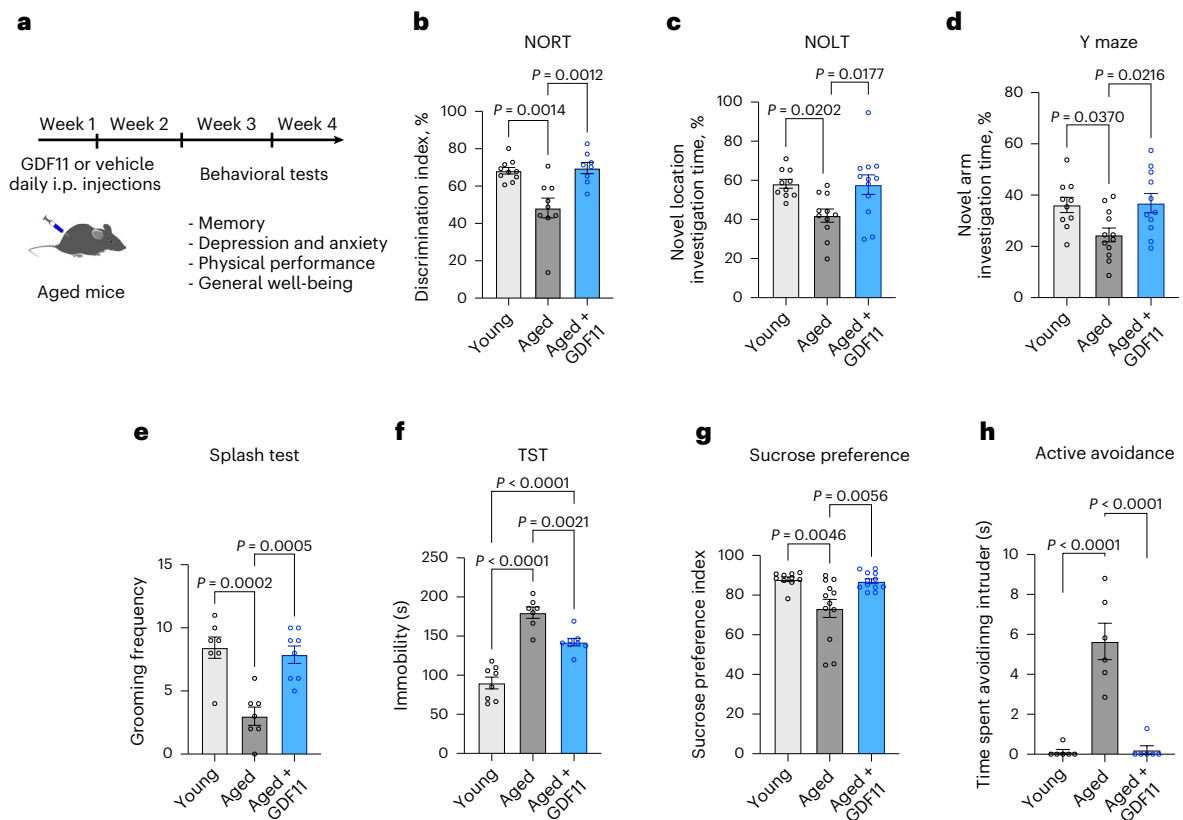 a
Week 1
Week 2
Week 3
Week 4
GDF11 or vehicle
daily i.p. injections
Behavioral tests
- Memory
- Depression and anxiety
- Physical performance
- General well-being
Aged mice
b
NORT
P = 0.0012
P = 0.0014
Discrimination index, %
100
80
60
40
20
0
Young
Aged
Aged +
GDF11
c
NOLT
P = 0.0177
P = 0.0202
Novel location
investigation time, %
100
80
60
40
20
0
Young
Aged
Aged +
GDF11
d
Y maze
P = 0.0216
P = 0.0370
Novel arm
investigation time, %
80
60
40
20
0
Young
Aged
Aged +
GDF11
e
Splash test
P = 0.0005
P = 0.0002
Grooming frequency
15
10
5
0
Young
Aged
Aged +
GDF11
f
TST
P < 0.0001
P = 0.0021
P < 0.0001
Immobility (s)
250
200
150
100
50
0
Young
Aged
Aged +
GDF11
g
Sucrose preference
P = 0.0056
P = 0.0046
Sucrose preference index
100
80
60
40
20
0
Young
Aged
Aged +
GDF11
h
Active avoidance
P < 0.0001
P < 0.0001
Time spent avoidining intruder (s)
10
8
6
4
2
0
Young
Aged
Aged +
GDF11